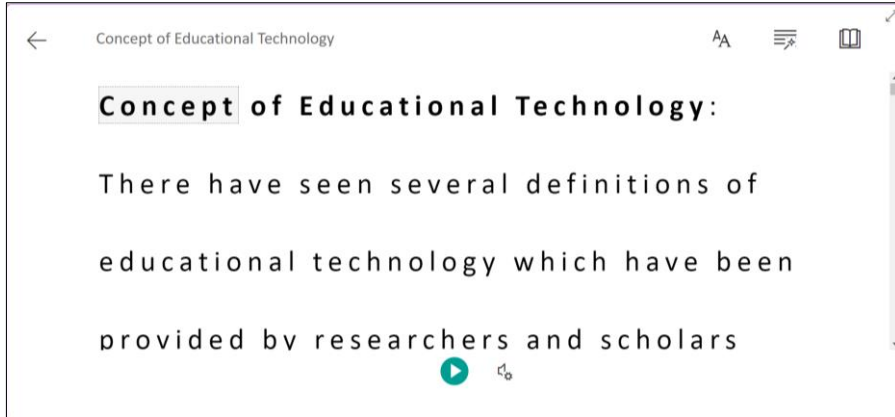 Concept of Educational Technology
AA
Concept of Educational Technology:
There have seen several definitions of
educational technology which have been
provided by researchers and scholars